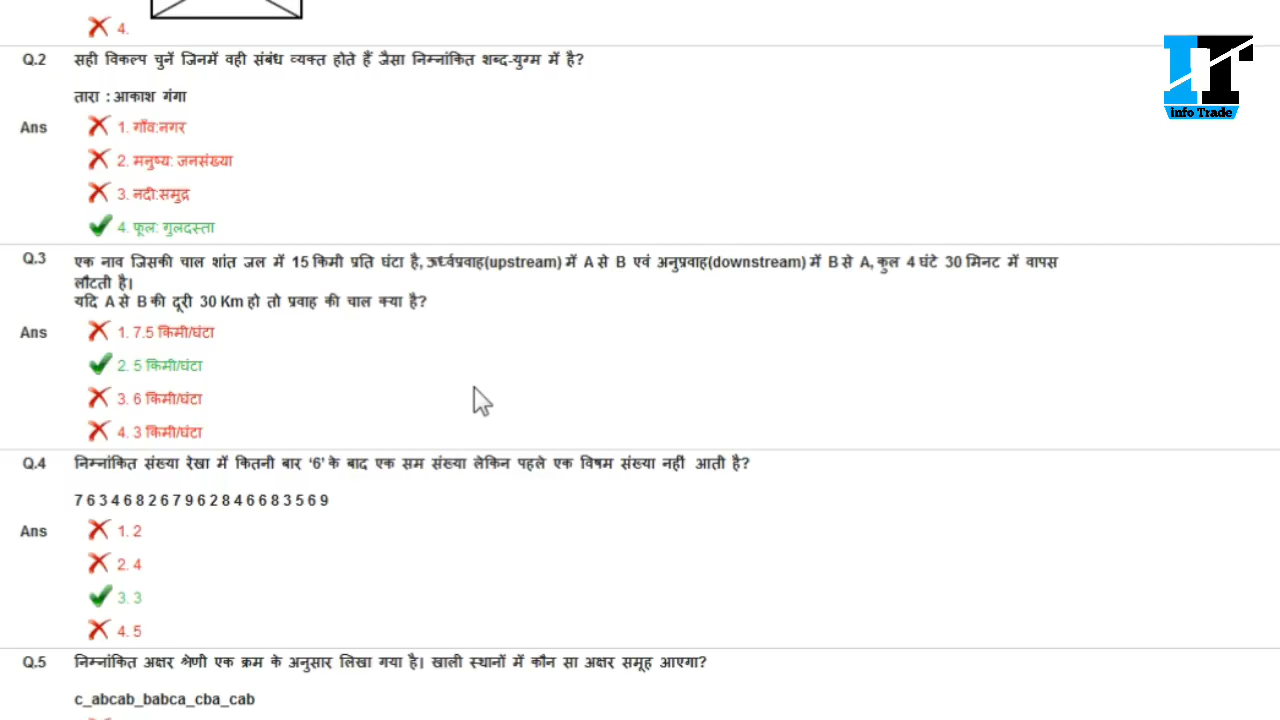 4.
Q.2 सही विकल्प चुनें जिनमें वही संबंध व्यक्त होते हैं जैसा निम्नांकित शब्द-युग्म में है?
तारा : आकाश गंगा
Ans 1. गाँव:नगर
2. मनुष्य: जनसंख्या
3. नदी:समुद्र
4. फूल: गुलदस्ता
Q.3 एक नाव जिसकी चाल शांत जल में 15 किमी प्रति घंटा है, ऊर्ध्वप्रवाह(upstream) में A से B एवं अनुप्रवाह(downstream) में B से A, कुल 4 घंटे 30 मिनट में वापस
लौटती है।
यदि A से B की दूरी 30 Km हो तो प्रवाह की चाल क्या है?
Ans 1. 7.5 किमी/घंटा
2. 5 किमी/घंटा
3. 6 किमी/घंटा
4. 3 किमी/घंटा
Q.4 निम्नांकित संख्या रेखा में कितनी बार ‘6’ के बाद एक सम संख्या लेकिन पहले एक विषम संख्या नहीं आती है?
7 6 3 4 6 8 2 6 7 9 6 2 8 4 6 6 8 3 5 6 9
Ans 1. 2
2. 4
3. 3
4. 5
Q.5 निम्नांकित अक्षर श्रेणी एक क्रम के अनुसार लिखा गया है। खाली स्थानों में कौन सा अक्षर समूह आएगा?
c_abcab_babca_cba_cab
IT
info Trade